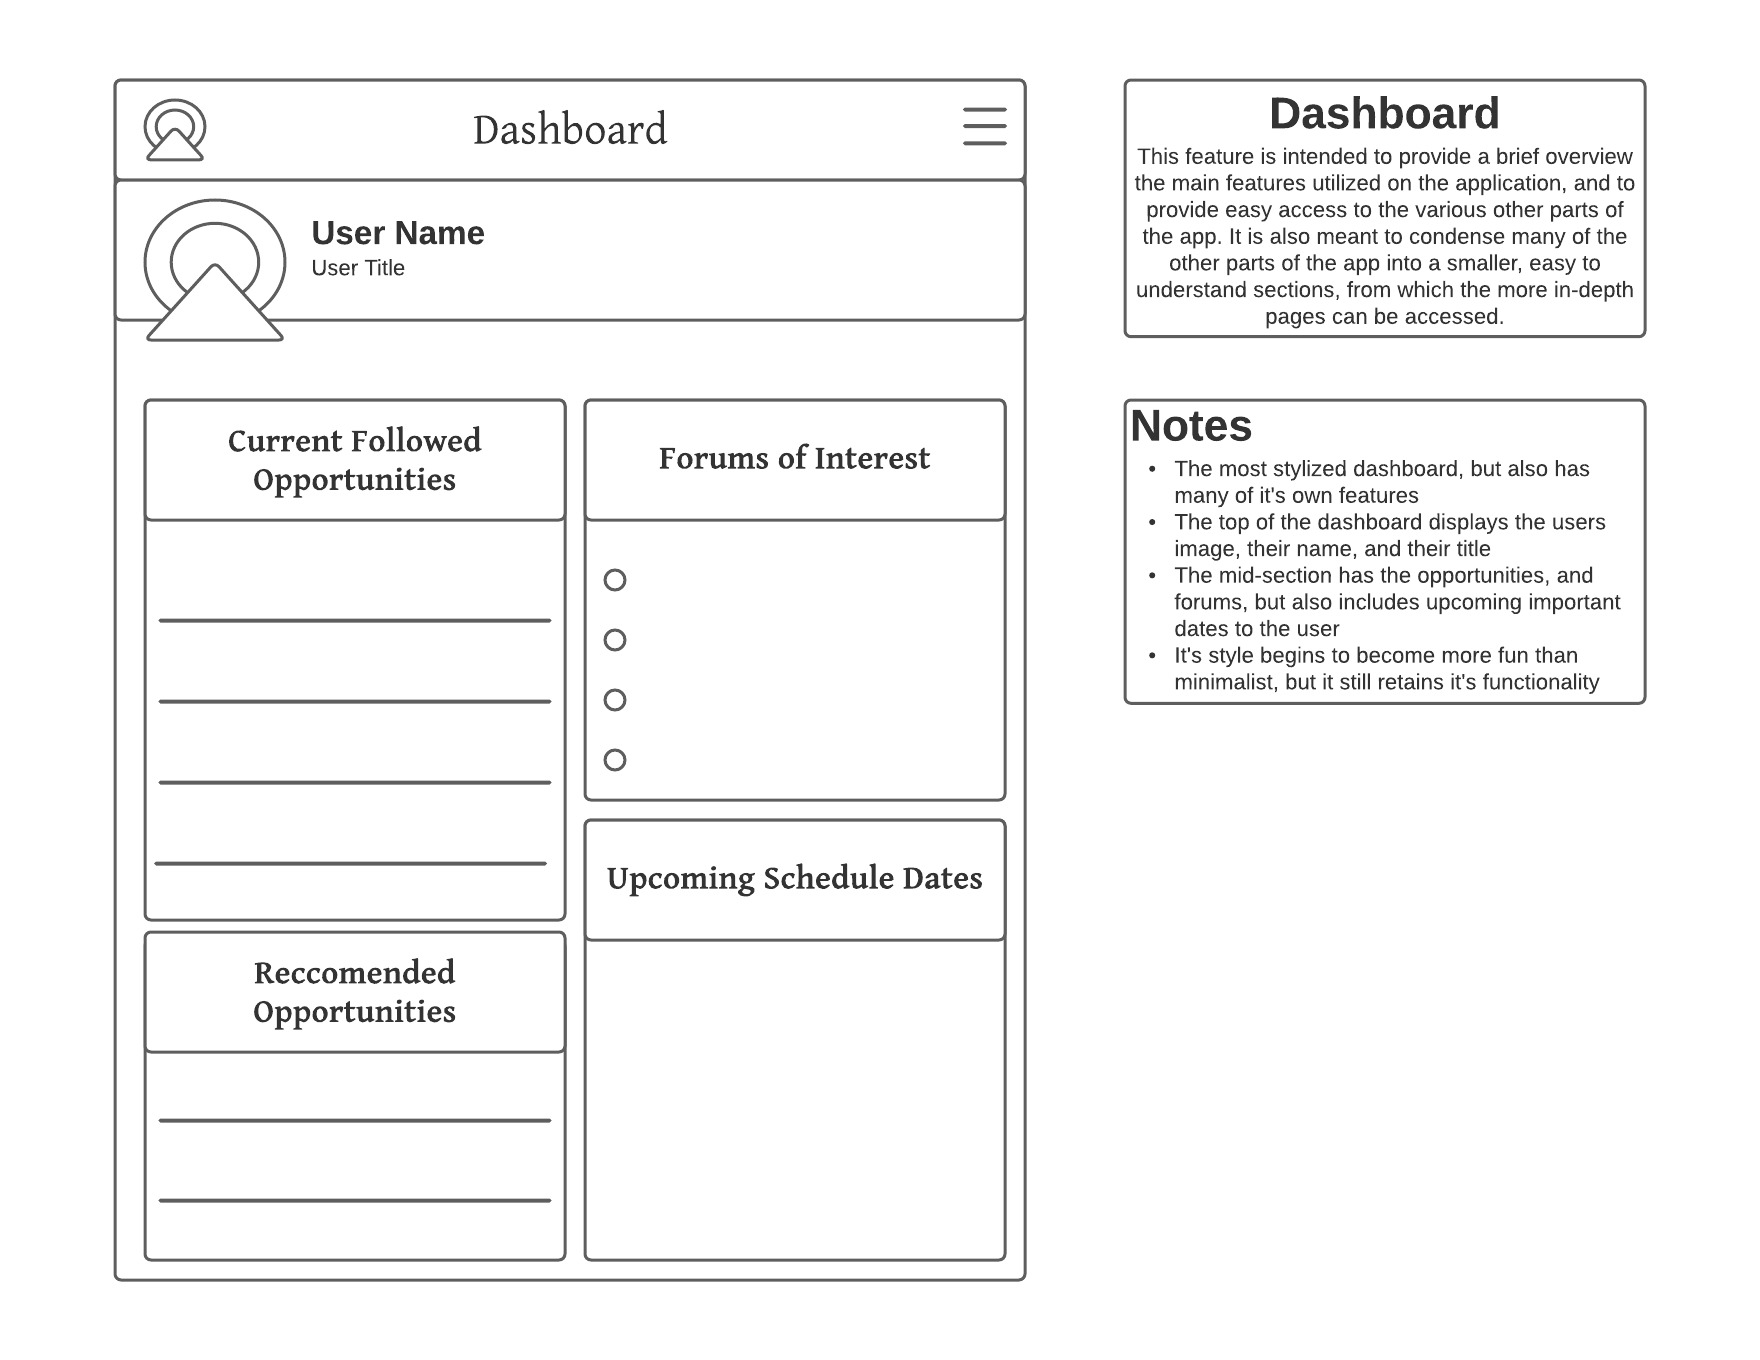 Dashboard
User Name
User Title
Current Followed
Opportunities
Forums of Interest
Upcoming Schedule Dates
Reccomended
Opportunities
Dashboard
This feature is intended to provide a brief overview
the main features utilized on the application, and to
provide easy access to the various other parts of
the app. It is also meant to condense many of the
other parts of the app into a smaller, easy to
understand sections, from which the more in-depth
pages can be accessed.
Notes
• The most stylized dashboard, but also has
many of it's own features
• The top of the dashboard displays the users
image, their name, and their title
• The mid-section has the opportunities, and
forums, but also includes upcoming important
dates to the user
• It's style begins to become more fun than
minimalist, but it still retains it's functionality